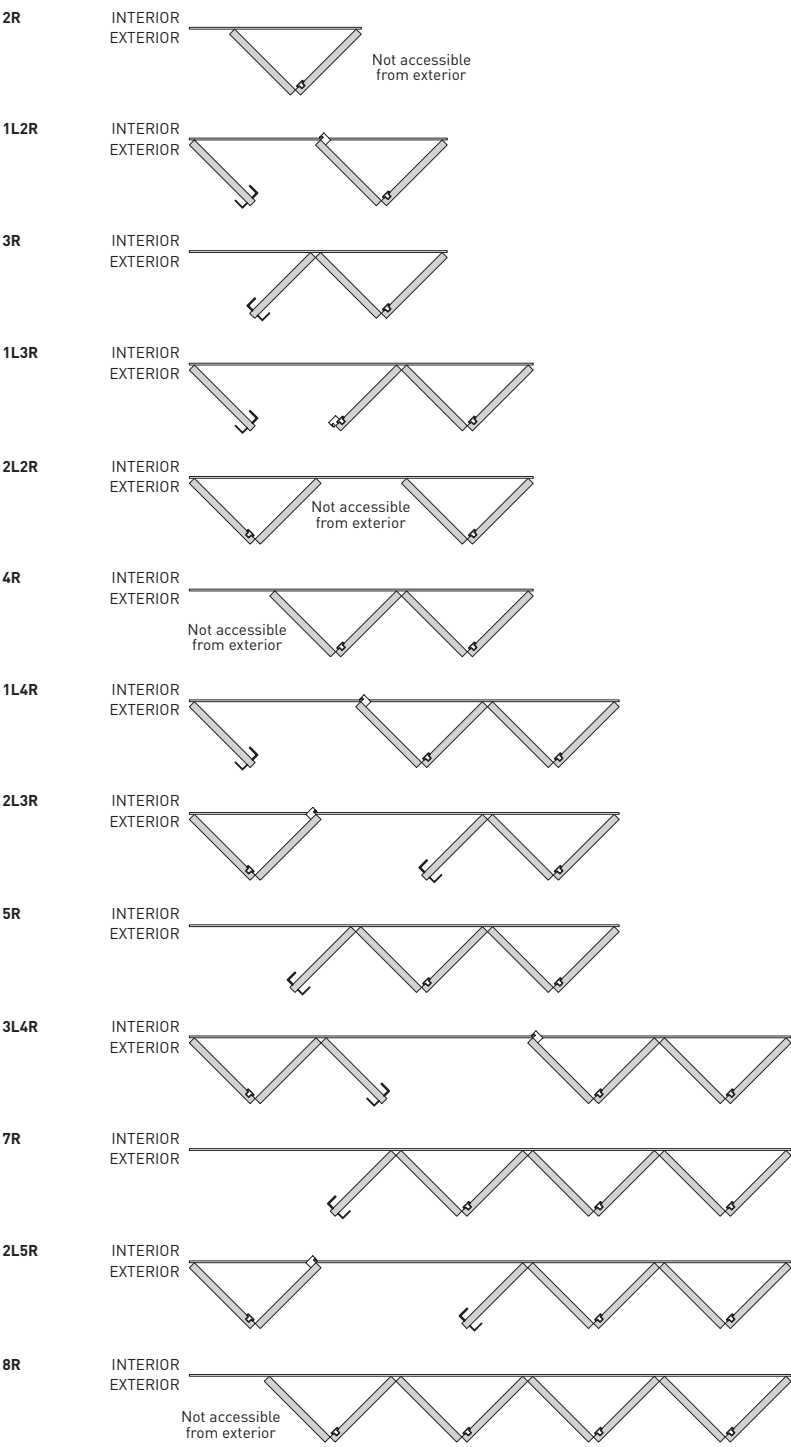 2R INTERIOR
EXTERIOR
Not accessible
from exterior
1L2R INTERIOR
EXTERIOR
3R INTERIOR
EXTERIOR
1L3R INTERIOR
EXTERIOR
2L2R INTERIOR
EXTERIOR
Not accessible
from exterior
4R INTERIOR
EXTERIOR
Not accessible
from exterior
1L4R INTERIOR
EXTERIOR
2L3R INTERIOR
EXTERIOR
5R INTERIOR
EXTERIOR
3L4R INTERIOR
EXTERIOR
7R INTERIOR
EXTERIOR
2L5R INTERIOR
EXTERIOR
8R INTERIOR
EXTERIOR
Not accessible
from exterior